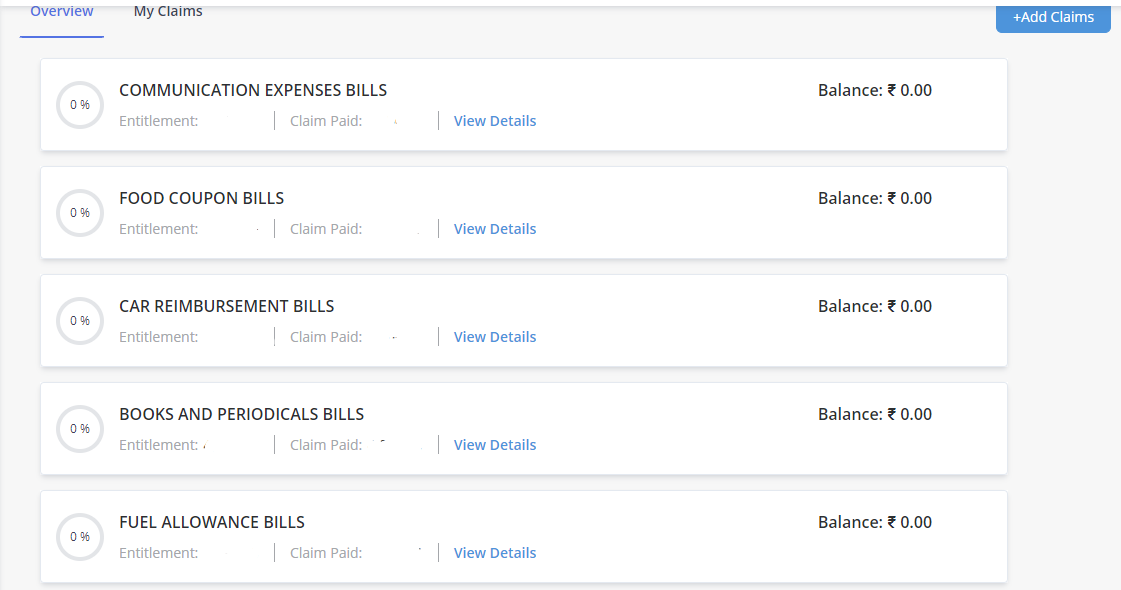 Overview My Claims +Add Claims
0 % COMMUNICATION EXPENSES BILLS Balance: ₹ 0.00
Entitlement: Claim Paid: View Details
0 % FOOD COUPON BILLS Balance: ₹ 0.00
Entitlement: Claim Paid: View Details
0 % CAR REIMBURSEMENT BILLS Balance: ₹ 0.00
Entitlement: Claim Paid: View Details
0 % BOOKS AND PERIODICALS BILLS Balance: ₹ 0.00
Entitlement: Claim Paid: View Details
0 % FUEL ALLOWANCE BILLS Balance: ₹ 0.00
Entitlement: Claim Paid: View Details